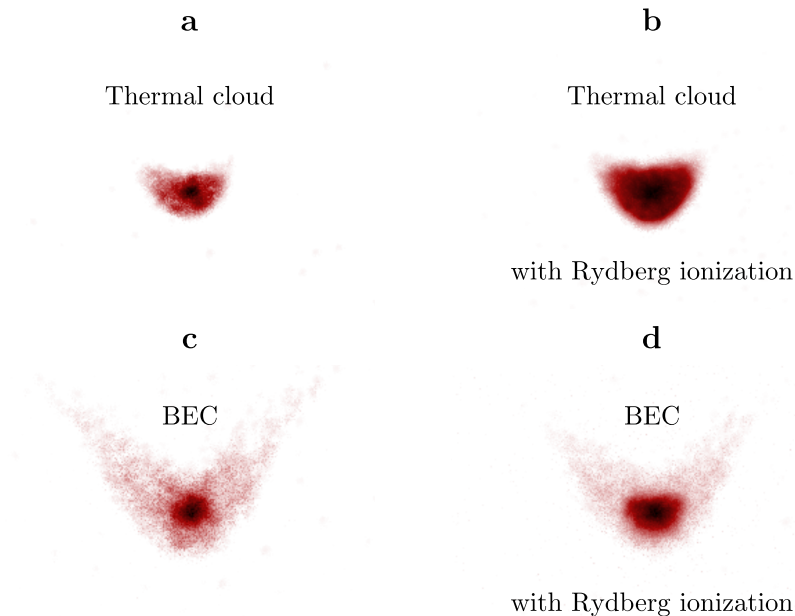 a
b
Thermal cloud
Thermal cloud
with Rydberg ionization
c
d
BEC
BEC
with Rydberg ionization